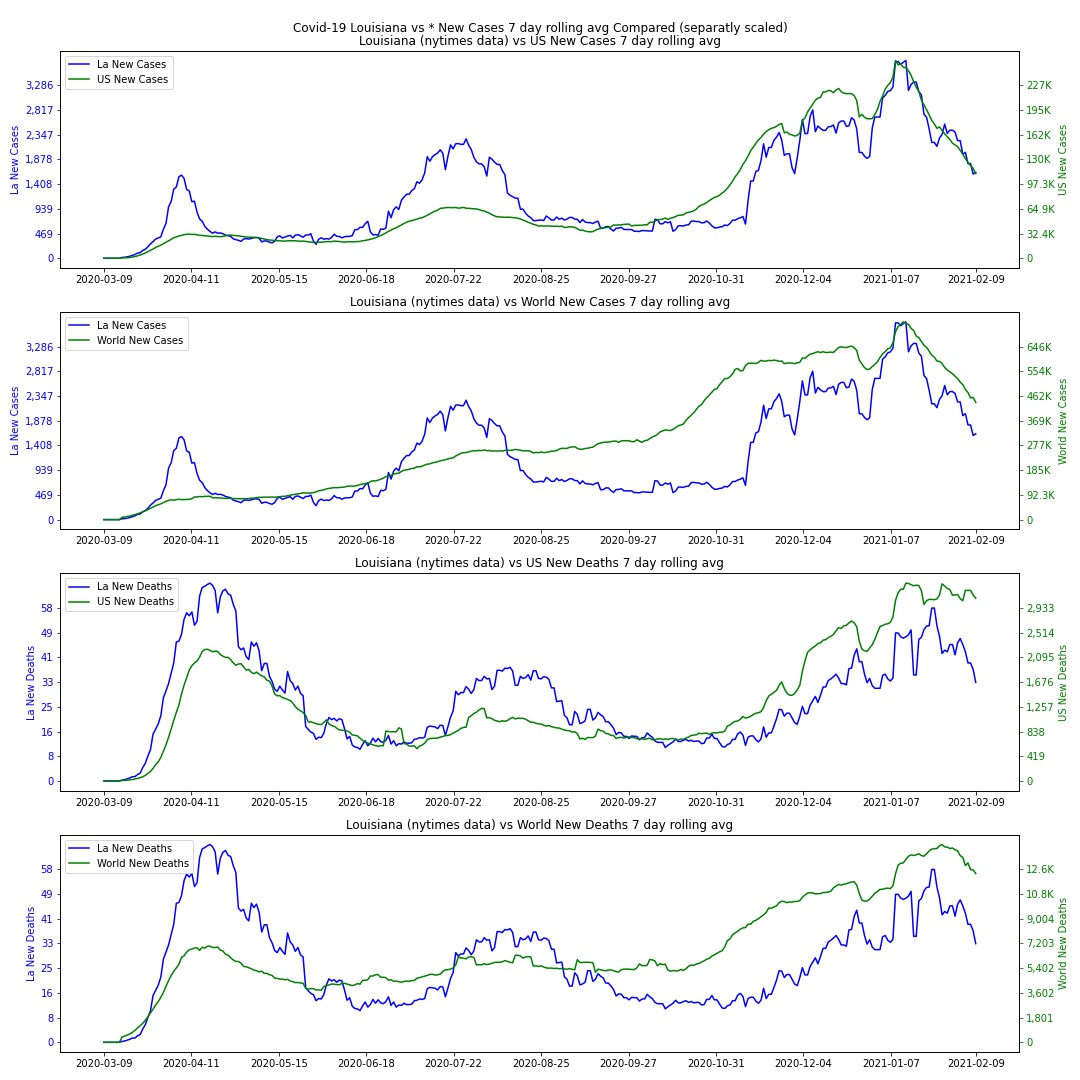 Covid-19 Louisiana vs * New Cases 7 day rolling avg Compared (separatly scaled)
Louisiana (nytimes data) vs US New Cases 7 day rolling avg
La New Cases
US New Cases
3,286
2,817
2,347
1,878
1,408
939
469
0
La New Cases
227K
195K
162K
130K
97.3K
64.9K
32.4K
0
US New Cases
2020-03-09 2020-04-11 2020-05-15 2020-06-18 2020-07-22 2020-08-25 2020-09-27 2020-10-31 2020-12-04 2021-01-07 2021-02-09
Louisiana (nytimes data) vs World New Cases 7 day rolling avg
La New Cases
World New Cases
3,286
2,817
2,347
1,878
1,408
939
469
0
La New Cases
646K
554K
462K
369K
277K
185K
92.3K
0
World New Cases
2020-03-09 2020-04-11 2020-05-15 2020-06-18 2020-07-22 2020-08-25 2020-09-27 2020-10-31 2020-12-04 2021-01-07 2021-02-09
Louisiana (nytimes data) vs US New Deaths 7 day rolling avg
La New Deaths
US New Deaths
58
49
41
33
25
16
8
0
La New Deaths
2,933
2,514
2,095
1,676
1,257
838
419
0
US New Deaths
2020-03-09 2020-04-11 2020-05-15 2020-06-18 2020-07-22 2020-08-25 2020-09-27 2020-10-31 2020-12-04 2021-01-07 2021-02-09
Louisiana (nytimes data) vs World New Deaths 7 day rolling avg
La New Deaths
World New Deaths
58
49
41
33
25
16
8
0
La New Deaths
12.6K
10.8K
9,004
7,203
5,402
3,602
1,801
0
World New Deaths
2020-03-09 2020-04-11 2020-05-15 2020-06-18 2020-07-22 2020-08-25 2020-09-27 2020-10-31 2020-12-04 2021-01-07 2021-02-09